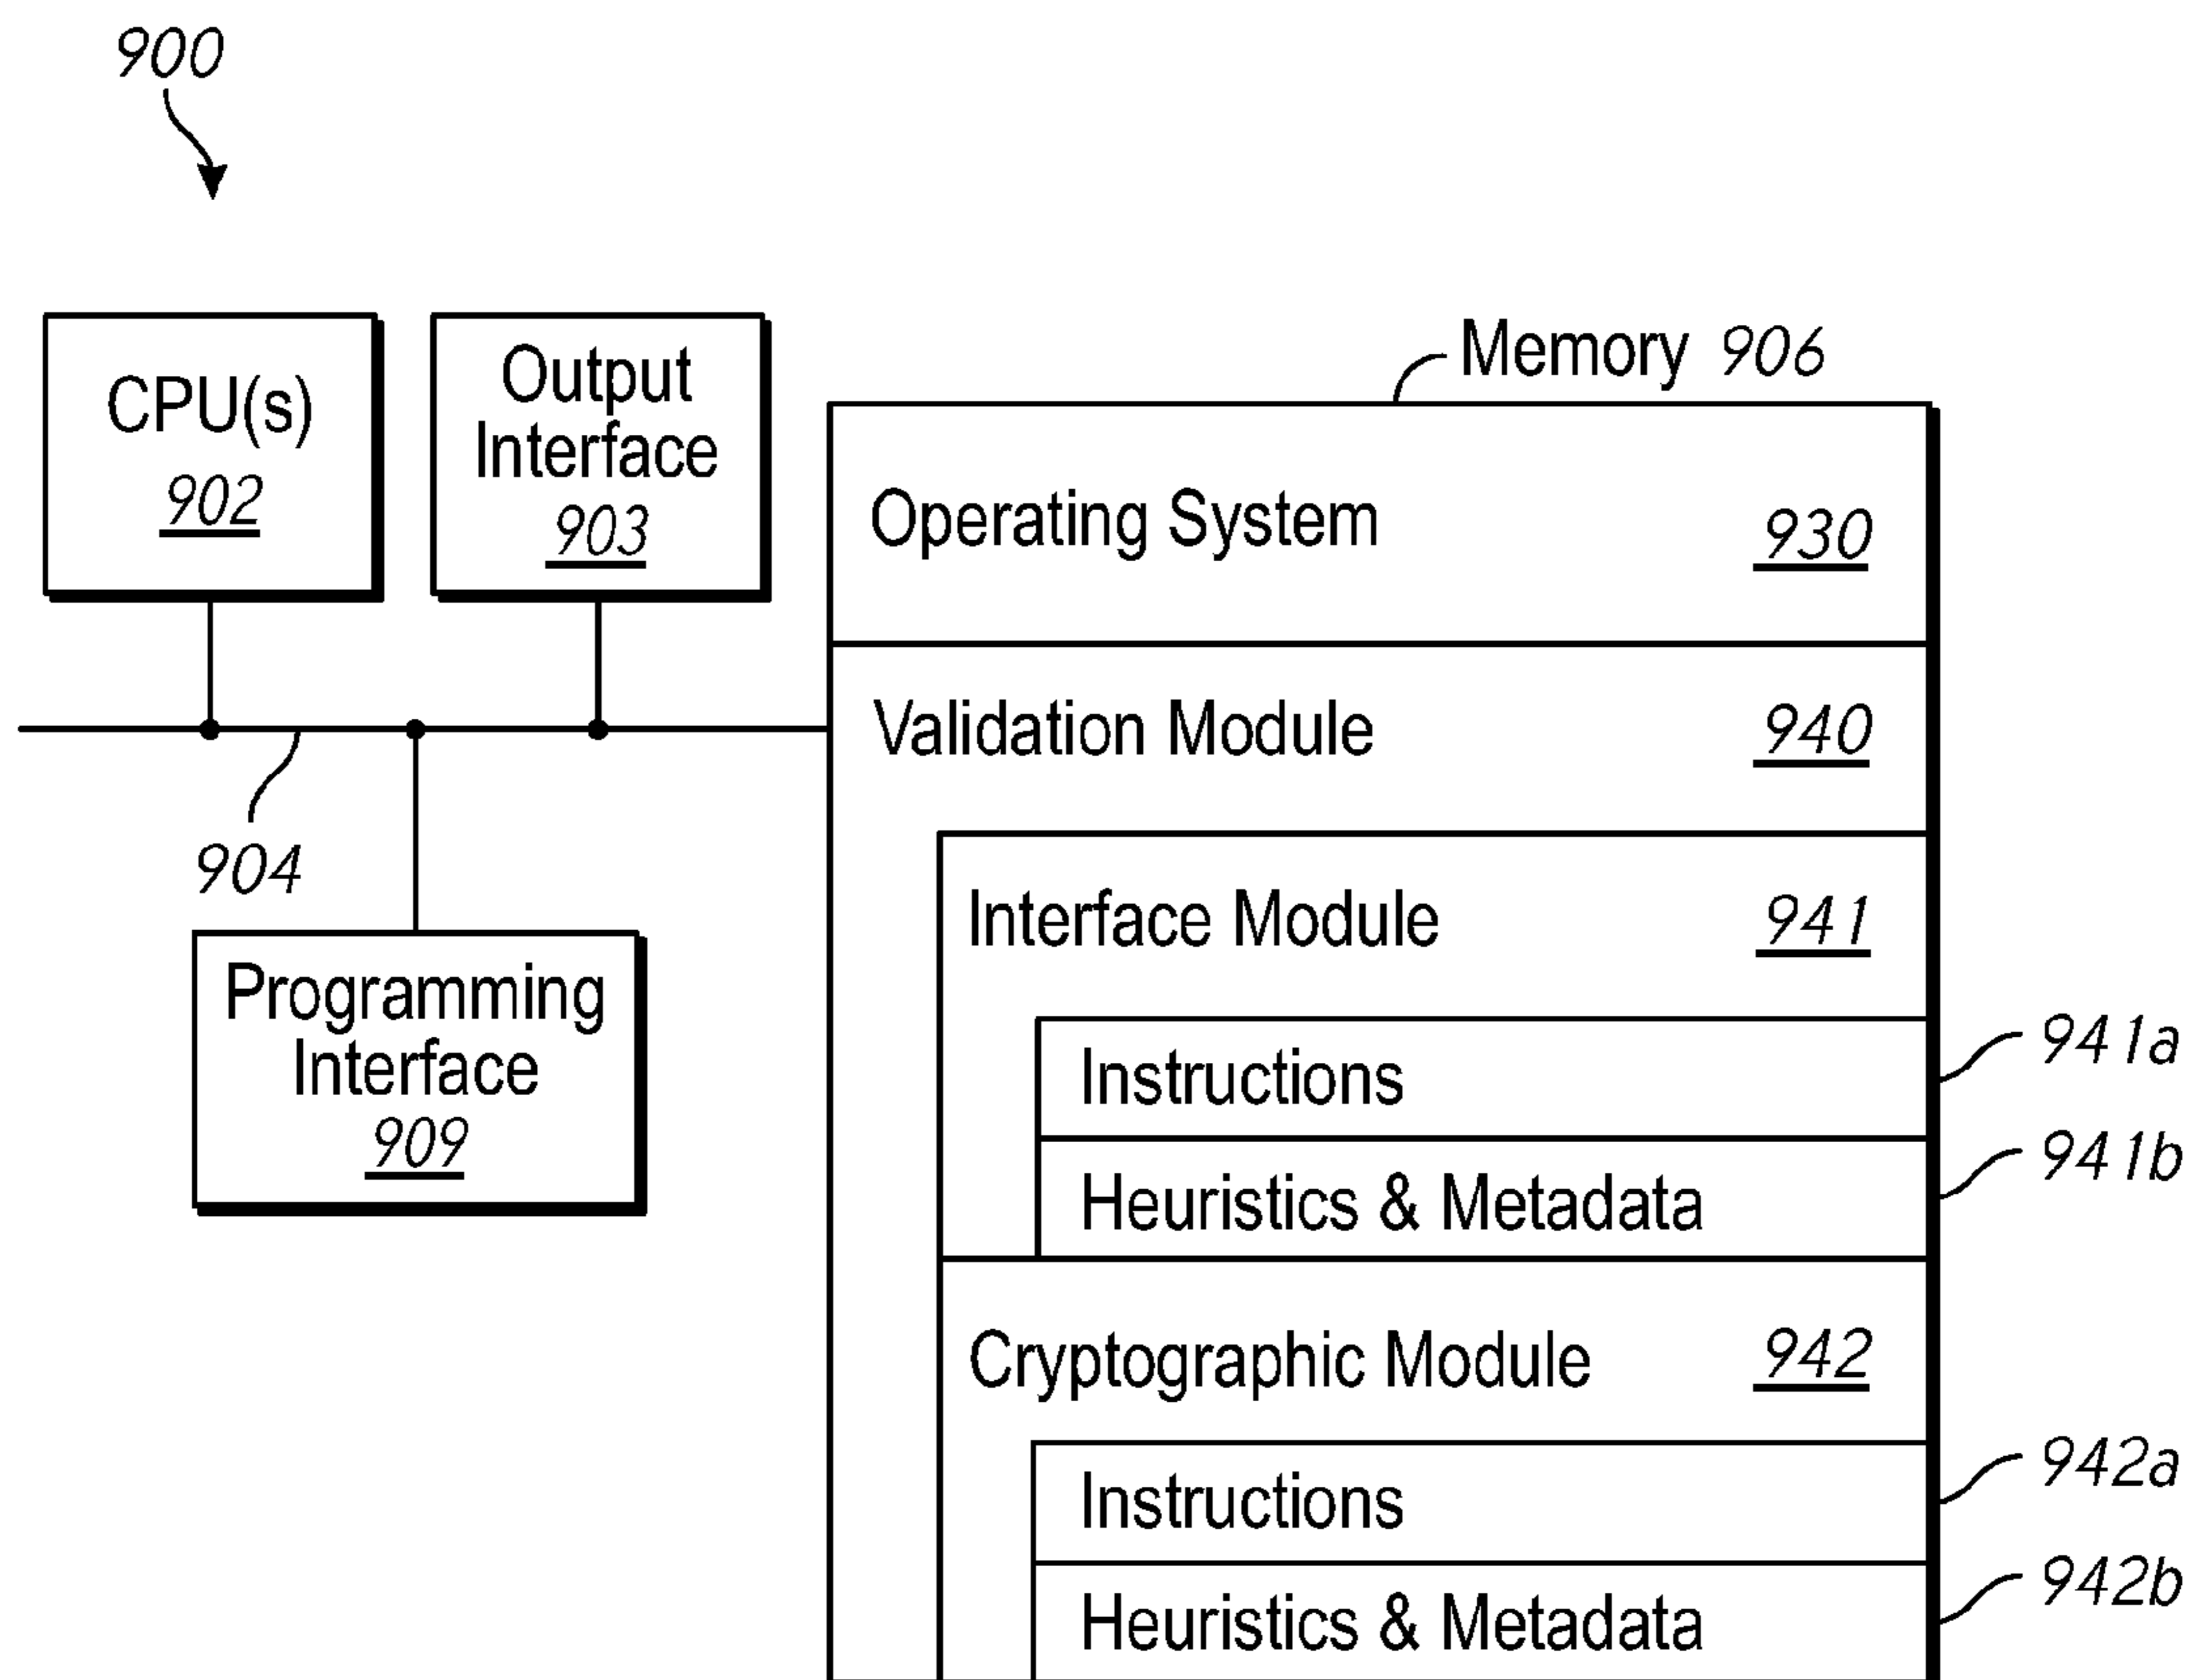 900
CPU(s)
902
Output
Interface
903
Memory 906
Operating System 930
Validation Module 940
904
Interface Module 941
Programming
Interface
909
Instructions
941a
Heuristics & Metadata
941b
Cryptographic Module 942
Instructions
942a
Heuristics & Metadata
942b